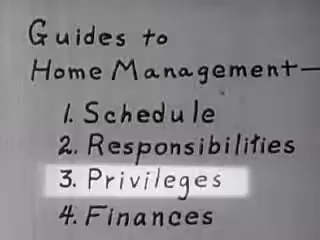 Guides to
Home Management—
1. Schedule
2. Responsibilities
3. Privileges
4. Finances